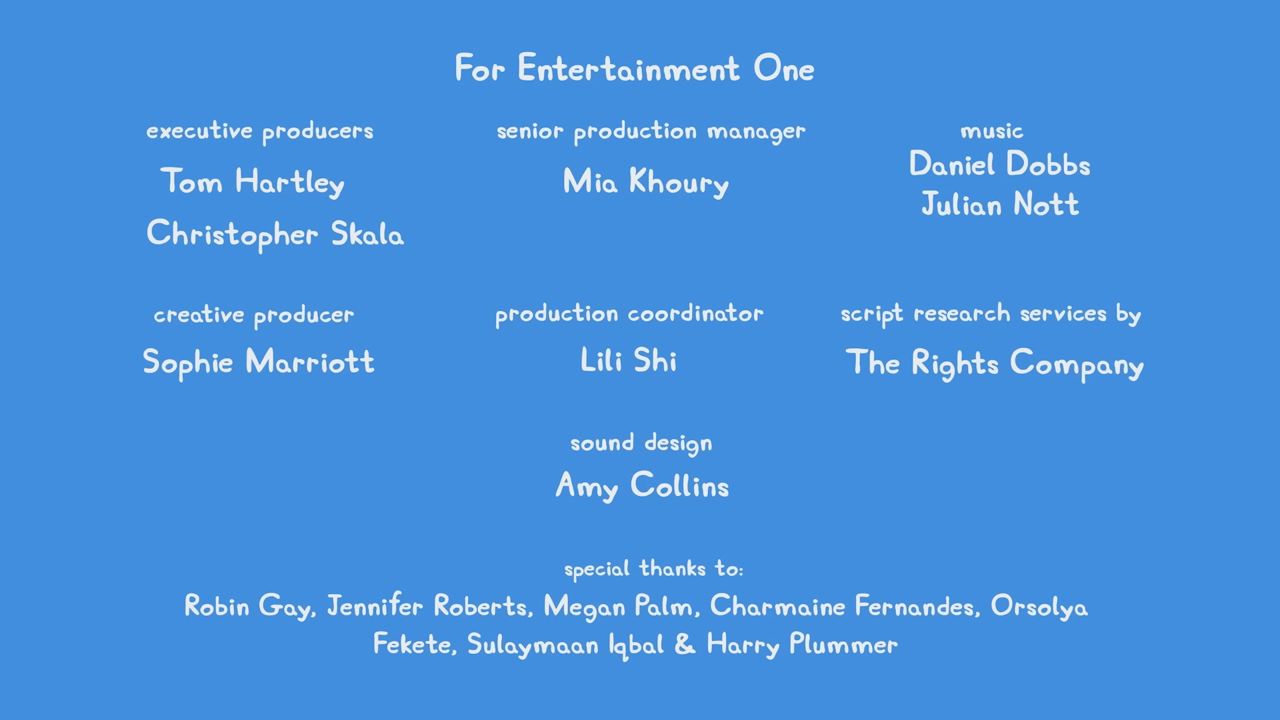 For Entertainment One
executive producers
Tom Hartley
Christopher Skala
senior production manager
Mia Khoury
music
Daniel Dobbs
Julian Nott
creative producer
Sophie Marriott
production coordinator
Lili Shi
script research services by
The Rights Company
sound design
Amy Collins
special thanks to:
Robin Gay, Jennifer Roberts, Megan Palm, Charmaine Fernandes, Orsolya
Fekete, Sulaymaan Iqbal & Harry Plummer